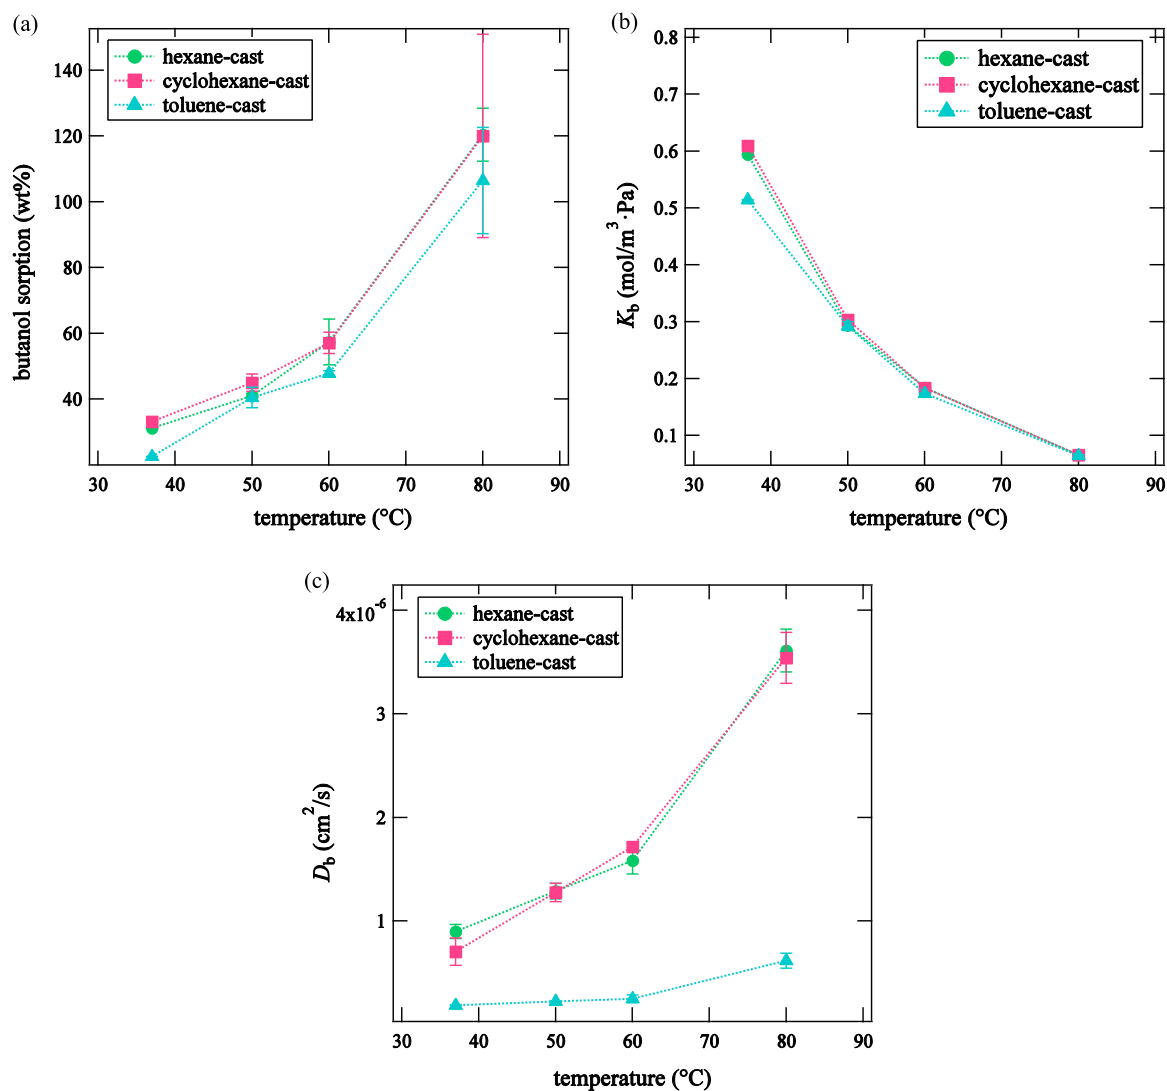 (a)
hexane-cast
cyclohexane-cast
toluene-cast
140
120
100
80
60
40
butanol sorption (wt%)
30 40 50 60 70 80 90
temperature (°C)
(b)
hexane-cast
cyclohexane-cast
toluene-cast
0.8
0.7
0.6
0.5
0.4
0.3
0.2
0.1
K_b (mol/m³·Pa)
30 40 50 60 70 80 90
temperature (°C)
(c)
hexane-cast
cyclohexane-cast
toluene-cast
4x10⁻⁶
3
2
1
D_b (cm²/s)
30 40 50 60 70 80 90
temperature (°C)